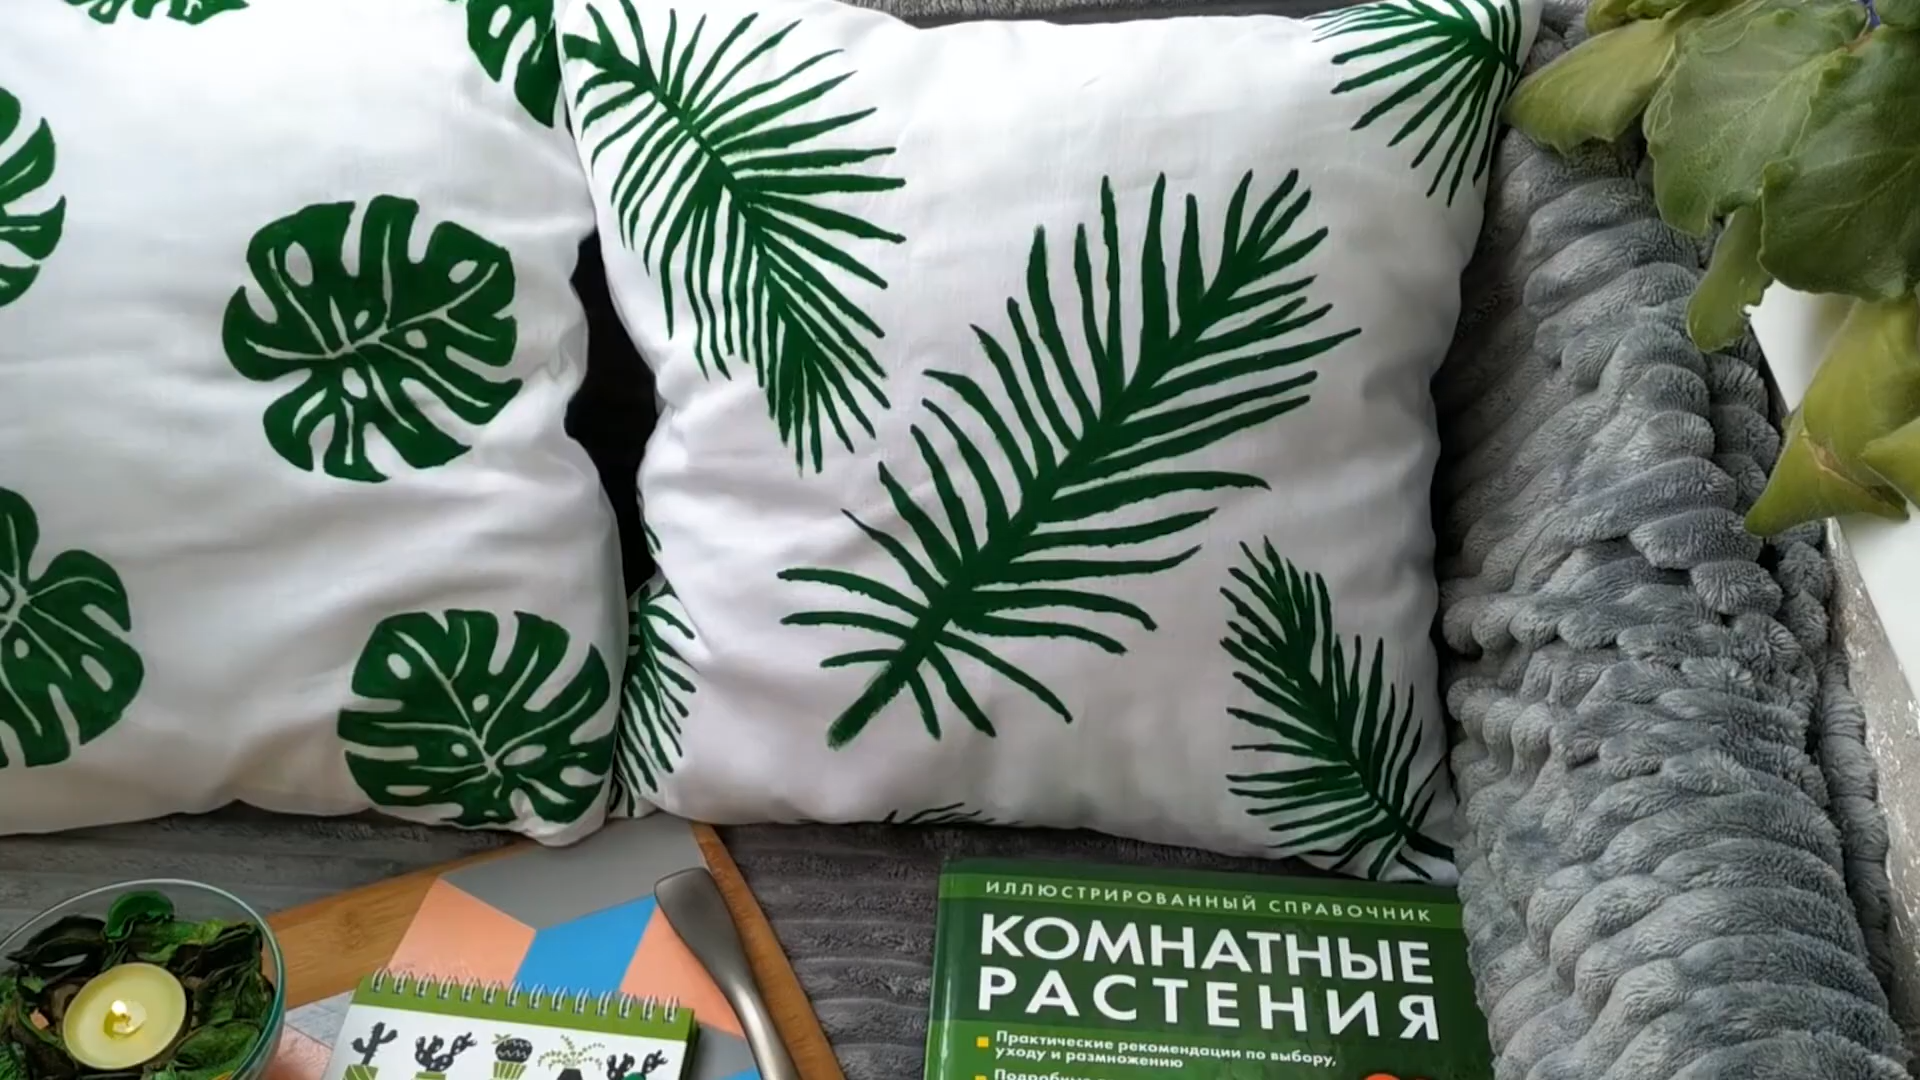 ИЛЛЮСТРИРОВАННЫЙ СПРАВОЧНИК
КОМНАТНЫЕ
РАСТЕНИЯ
Практические рекомендации по выбору,
уходу и размножению